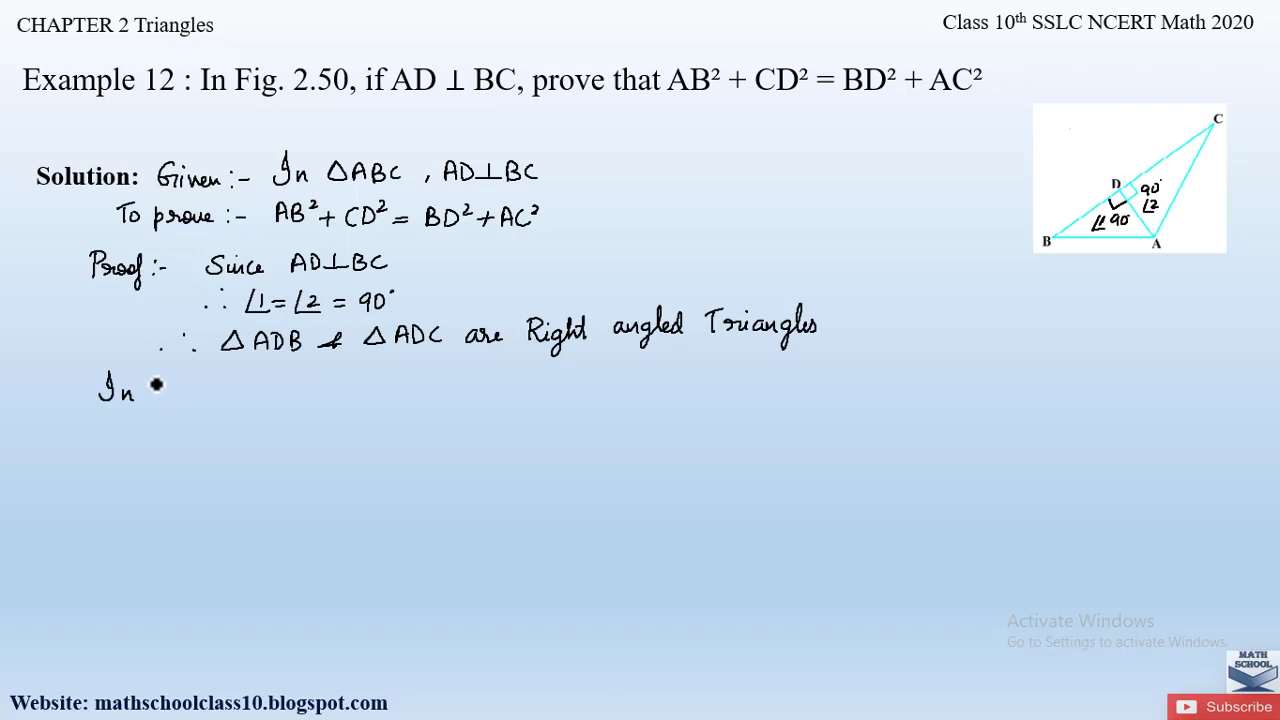 CHAPTER 2 Triangles
Class 10th SSLC NCERT Math 2020
Example 12 : In Fig. 2.50, if AD ⊥ BC, prove that AB² + CD² = BD² + AC²
Solution: Given :- In △ABC , AD⊥BC
To prove :- AB² + CD² = BD² + AC²
Proof :- Since AD⊥BC
∴ ∠1 = ∠2 = 90°
∴ △ADB & △ADC are Right angled Triangles
In
C
D
90°
∠2
∠1 90
B
A
Activate Windows
Go to Settings to activate Windows.
MATH
SCHOOL
Website: mathschoolclass10.blogspot.com
Subscribe